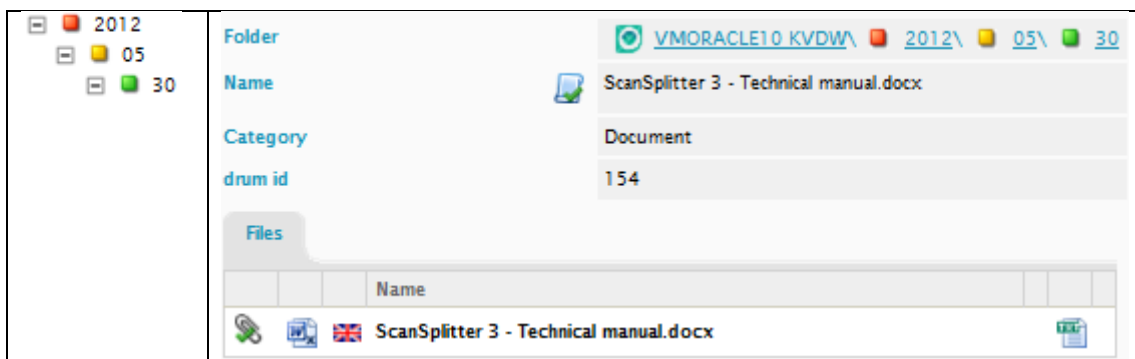 2012
05
30
Folder VMORACLE10 KVDW\ 2012\ 05\ 30
Name ScanSplitter 3 - Technical manual.docx
Category Document
drum id 154
Files
Name
ScanSplitter 3 - Technical manual.docx TXT